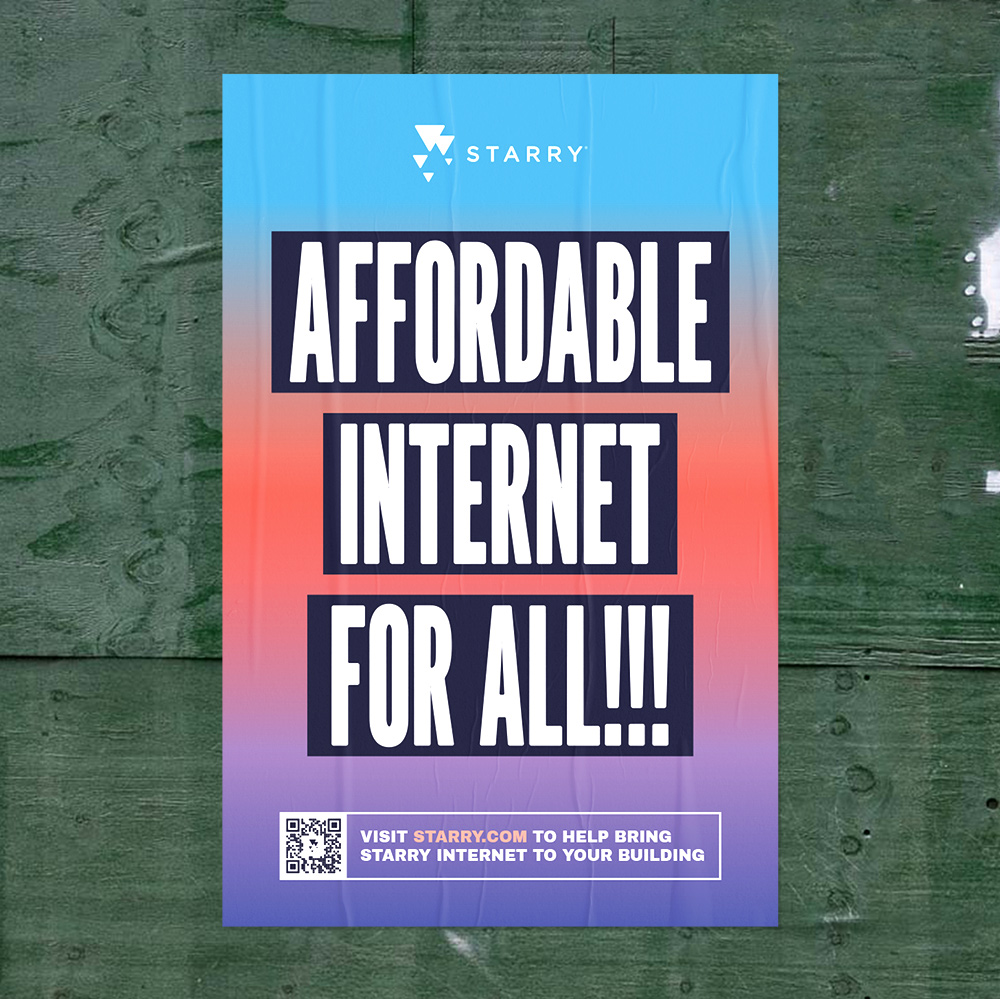 STARRY
AFFORDABLE
INTERNET
FOR ALL!!!
VISIT STARRY.COM TO HELP BRING
STARRY INTERNET TO YOUR BUILDING